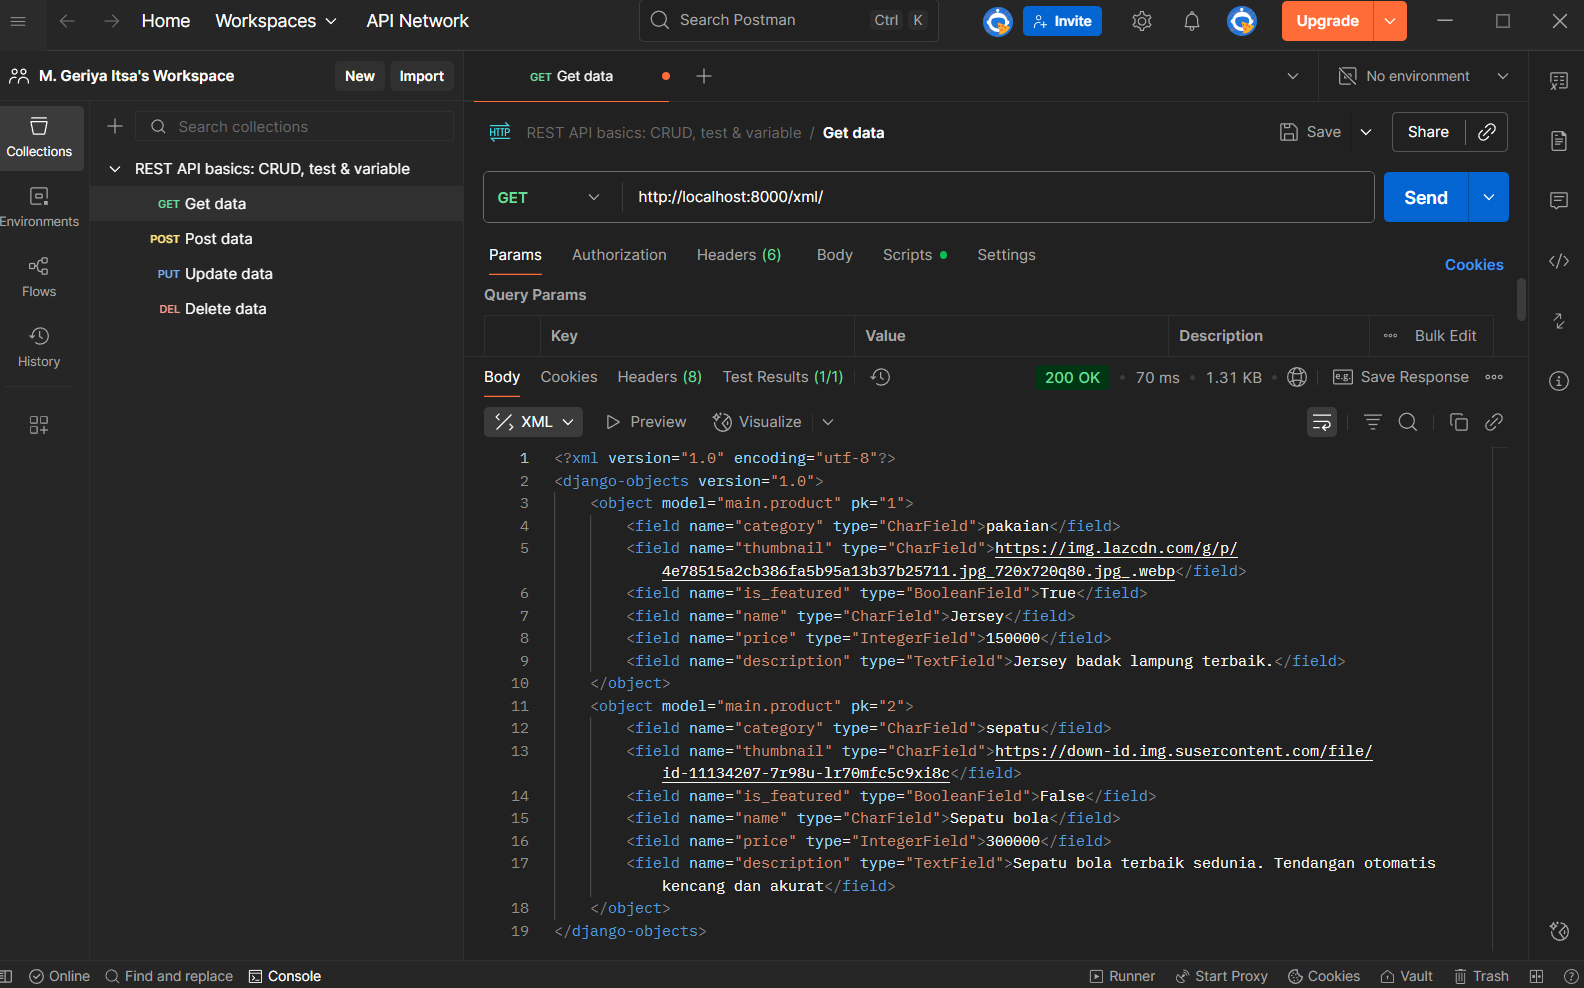 Home Workspaces API Network Search Postman Ctrl K Invite Upgrade
M. Geriya Itsa's Workspace New Import GET Get data No environment
Collections
Environments
Flows
History
Search collections
REST API basics: CRUD, test & variable
GET Get data
POST Post data
PUT Update data
DEL Delete data
HTTP REST API basics: CRUD, test & variable / Get data Save Share
GET http://localhost:8000/xml/ Send
Params Authorization Headers (6) Body Scripts Settings Cookies
Query Params
Key Value Description Bulk Edit
Body Cookies Headers (8) Test Results (1/1) 200 OK 70 ms 1.31 KB e.g. Save Response
XML Preview Visualize
1 <?xml version="1.0" encoding="utf-8"?>
2 <django-objects version="1.0">
3 <object model="main.product" pk="1">
4 <field name="category" type="CharField">pakaian</field>
5 <field name="thumbnail" type="CharField">https://img.lazcdn.com/g/p/
4e78515a2cb386fa5b95a13b37b25711.jpg_720x720q80.jpg_.webp</field>
6 <field name="is_featured" type="BooleanField">True</field>
7 <field name="name" type="CharField">Jersey</field>
8 <field name="price" type="IntegerField">150000</field>
9 <field name="description" type="TextField">Jersey badak lampung terbaik.</field>
10 </object>
11 <object model="main.product" pk="2">
12 <field name="category" type="CharField">sepatu</field>
13 <field name="thumbnail" type="CharField">https://down-id.img.susercontent.com/file/
id-11134207-7r98u-lr70mfc5c9xi8c</field>
14 <field name="is_featured" type="BooleanField">False</field>
15 <field name="name" type="CharField">Sepatu bola</field>
16 <field name="price" type="IntegerField">300000</field>
17 <field name="description" type="TextField">Sepatu bola terbaik sedunia. Tendangan otomatis
kencang dan akurat</field>
18 </object>
19 </django-objects>
Online Find and replace Console Runner Start Proxy Cookies Vault Trash